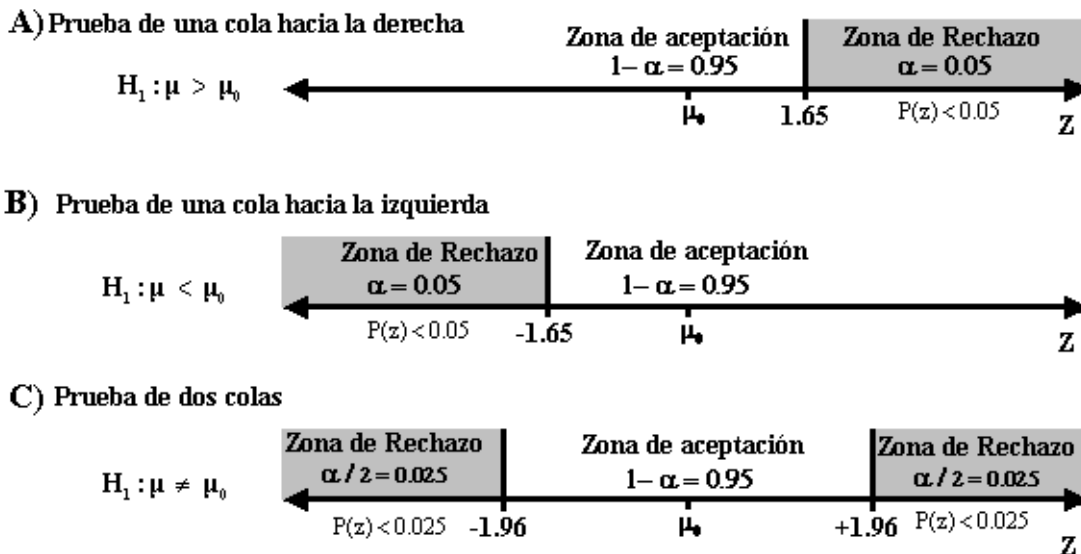 A) Prueba de una cola hacia la derecha
Zona de aceptación
1– α = 0.95
Zona de Rechazo
α = 0.05
H₁ : μ > μ₀
μ₀
1.65
P(z) < 0.05
Z
B) Prueba de una cola hacia la izquierda
Zona de Rechazo
α = 0.05
Zona de aceptación
1– α = 0.95
H₁ : μ < μ₀
P(z) < 0.05
-1.65
μ₀
Z
C) Prueba de dos colas
Zona de Rechazo
α / 2 = 0.025
Zona de aceptación
1– α = 0.95
Zona de Rechazo
α / 2 = 0.025
H₁ : μ ≠ μ₀
P(z) < 0.025
-1.96
μ₀
+1.96
P(z) < 0.025
Z